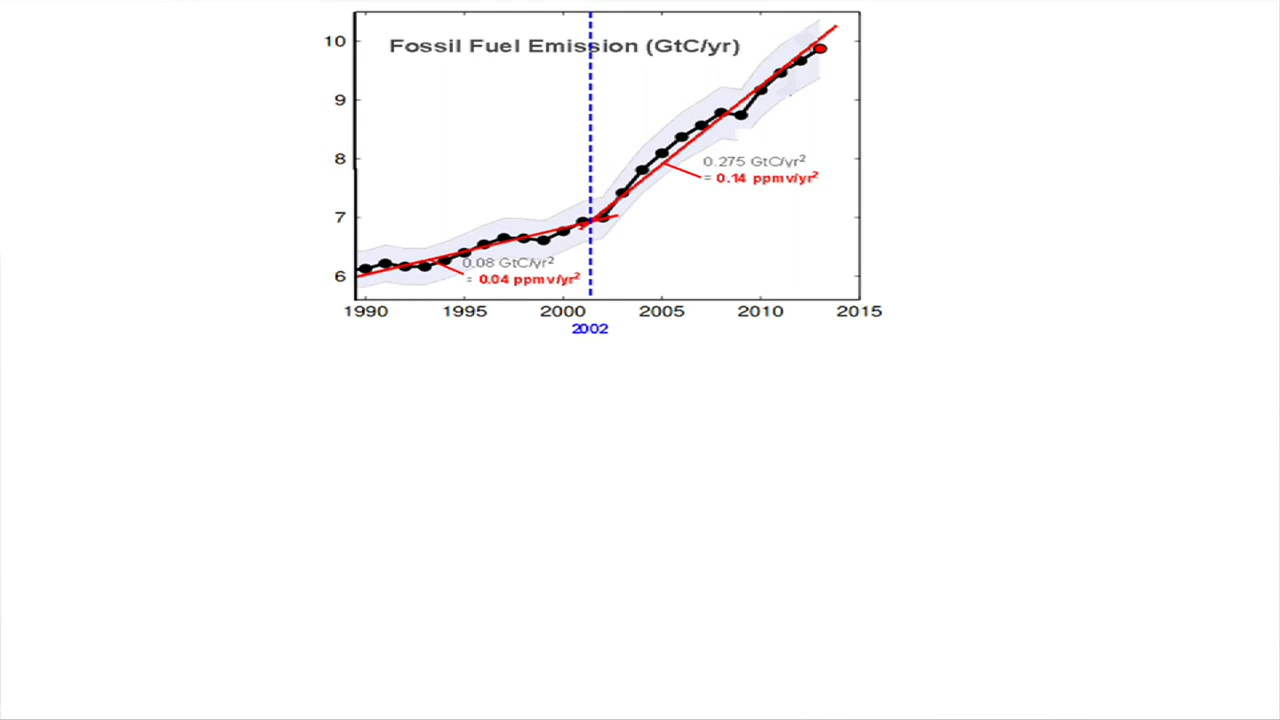 Fossil Fuel Emission (GtC/yr)
10
9
8
7
6
0.275 GtC/yr²
= 0.14 ppmv/yr²
0.08 GtC/yr²
= 0.04 ppmv/yr²
1990 1995 2000 2005 2010 2015
2002